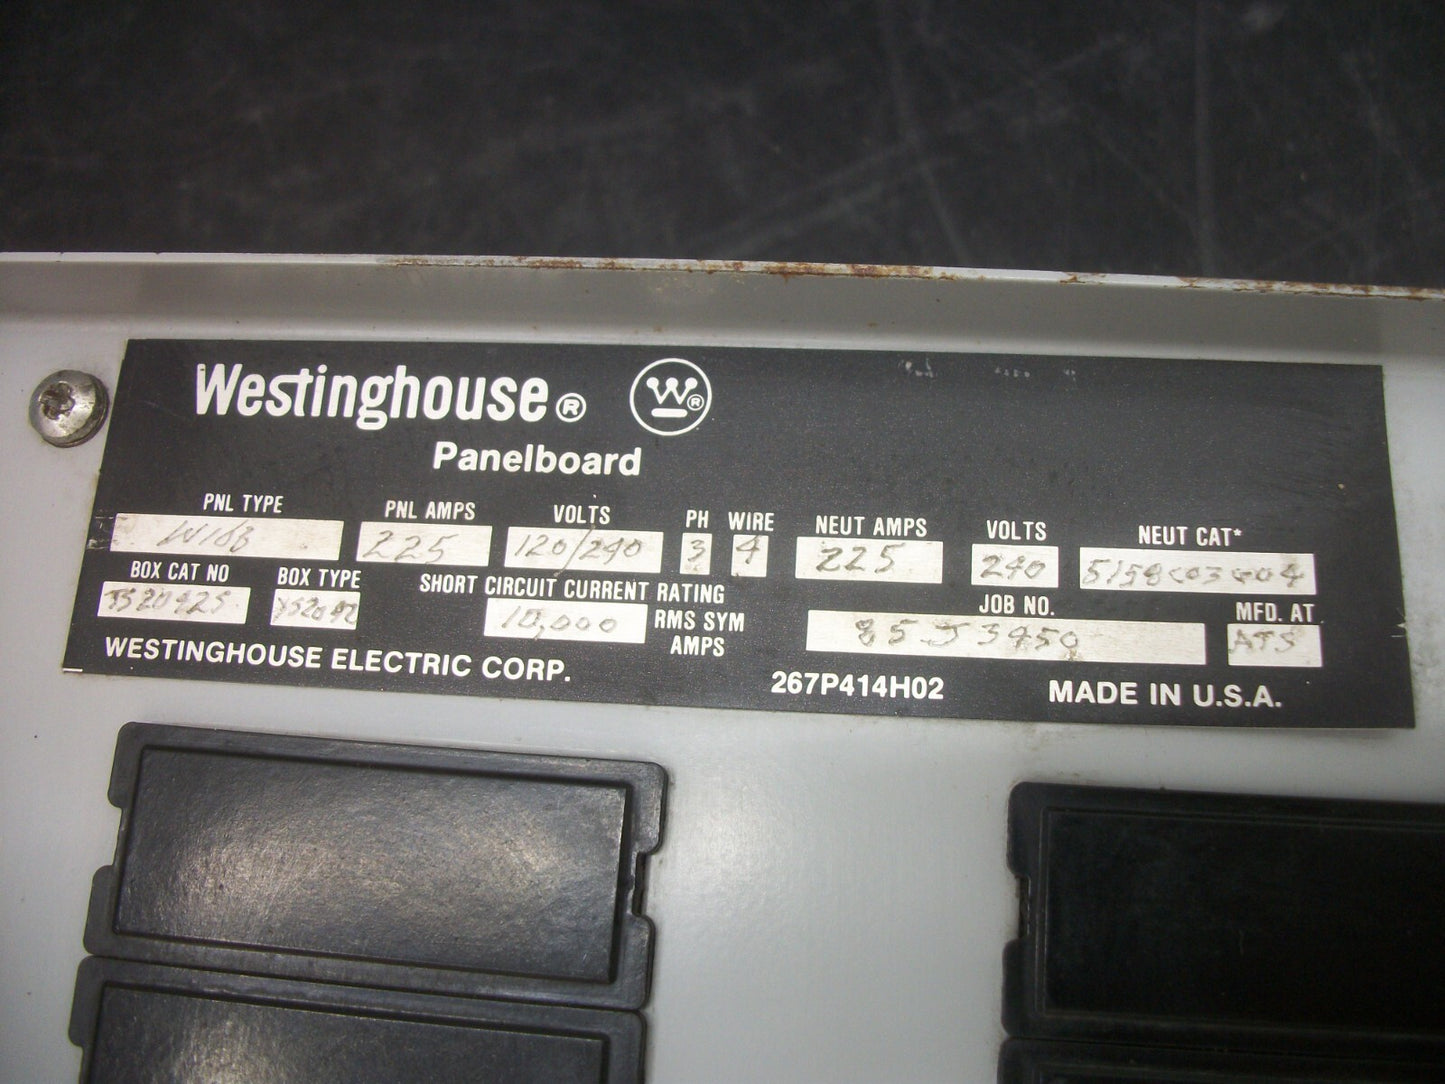 Westinghouse®
W ®
Panelboard
PNL TYPE PNL AMPS VOLTS PH WIRE NEUT AMPS VOLTS NEUT CAT*
225 120/240 3 4 225 240 5158C03G04
BOX CAT NO BOX TYPE SHORT CIRCUIT CURRENT RATING JOB NO. MFD. AT
10,000 RMS SYM AMPS 85J3450 ATS
WESTINGHOUSE ELECTRIC CORP. 267P414H02 MADE IN U.S.A.